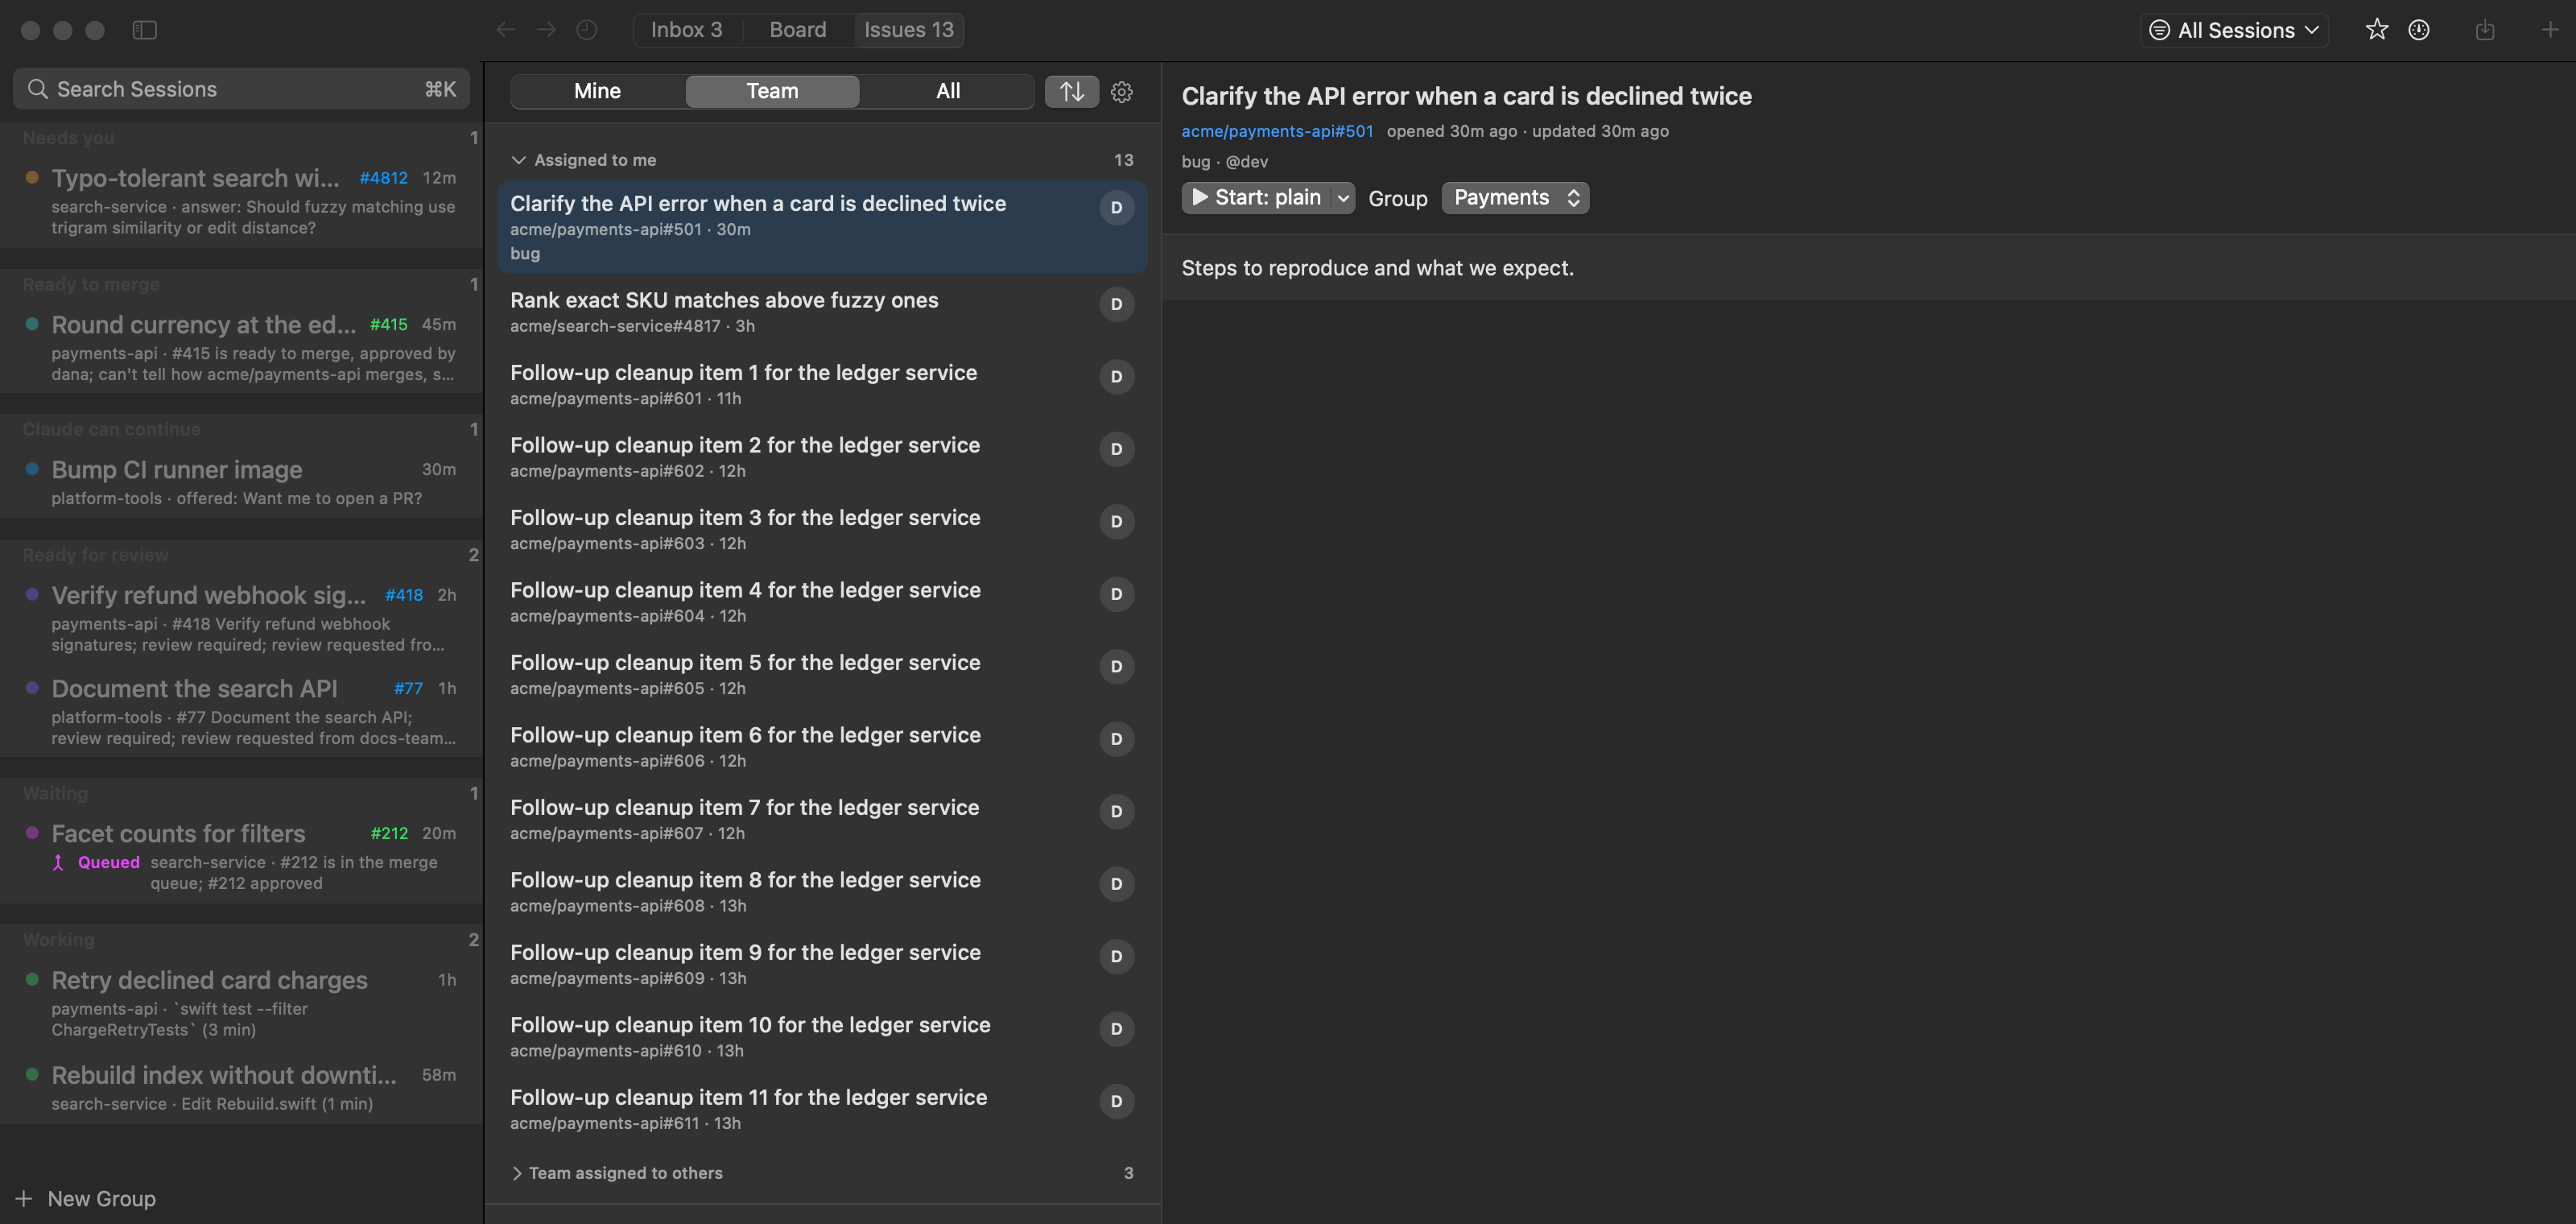 Inbox 3
Board
Issues 13
All Sessions
Search Sessions
⌘K
Needs you
1
Typo-tolerant search wi...
#4812
12m
search-service · answer: Should fuzzy matching use
trigram similarity or edit distance?
Ready to merge
1
Round currency at the ed...
#415
45m
payments-api · #415 is ready to merge, approved by
dana; can't tell how acme/payments-api merges, s...
Claude can continue
1
Bump CI runner image
30m
platform-tools · offered: Want me to open a PR?
Ready for review
2
Verify refund webhook sig...
#418
2h
payments-api · #418 Verify refund webhook
signatures; review required; review requested fro...
Document the search API
#77
1h
platform-tools · #77 Document the search API;
review required; review requested from docs-team...
Waiting
1
Facet counts for filters
#212
20m
Queued
search-service · #212 is in the merge
queue; #212 approved
Working
2
Retry declined card charges
1h
payments-api · `swift test --filter
ChargeRetryTests` (3 min)
Rebuild index without downti...
58m
search-service · Edit Rebuild.swift (1 min)
New Group
Mine
Team
All
Assigned to me
13
Clarify the API error when a card is declined twice
D
acme/payments-api#501 · 30m
bug
Rank exact SKU matches above fuzzy ones
D
acme/search-service#4817 · 3h
Follow-up cleanup item 1 for the ledger service
D
acme/payments-api#601 · 11h
Follow-up cleanup item 2 for the ledger service
D
acme/payments-api#602 · 12h
Follow-up cleanup item 3 for the ledger service
D
acme/payments-api#603 · 12h
Follow-up cleanup item 4 for the ledger service
D
acme/payments-api#604 · 12h
Follow-up cleanup item 5 for the ledger service
D
acme/payments-api#605 · 12h
Follow-up cleanup item 6 for the ledger service
D
acme/payments-api#606 · 12h
Follow-up cleanup item 7 for the ledger service
D
acme/payments-api#607 · 12h
Follow-up cleanup item 8 for the ledger service
D
acme/payments-api#608 · 13h
Follow-up cleanup item 9 for the ledger service
D
acme/payments-api#609 · 13h
Follow-up cleanup item 10 for the ledger service
D
acme/payments-api#610 · 13h
Follow-up cleanup item 11 for the ledger service
D
acme/payments-api#611 · 13h
Team assigned to others
3
Clarify the API error when a card is declined twice
acme/payments-api#501 opened 30m ago · updated 30m ago
bug · @dev
Start: plain
Group
Payments
Steps to reproduce and what we expect.